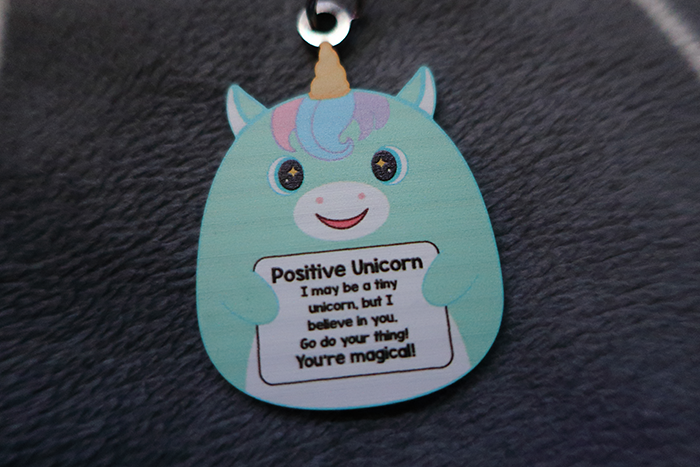 Positive Unicorn
I may be a tiny
unicorn, but I
believe in you.
Go do your thing!
You're magical!